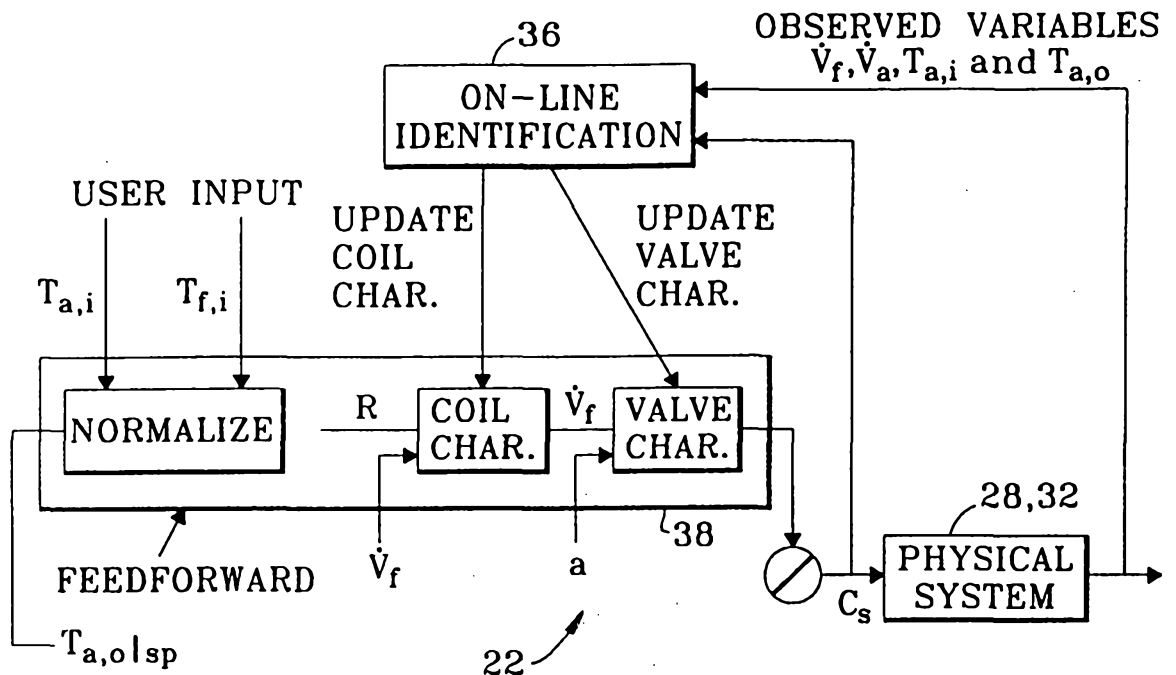 36
OBSERVED VARIABLES
V̇f,V̇a,Ta,i and Ta,o
ON-LINE
IDENTIFICATION
USER INPUT
UPDATE
COIL
CHAR.
UPDATE
VALVE
CHAR.
Ta,i
Tf,i
NORMALIZE
R
COIL
CHAR.
V̇f
VALVE
CHAR.
38
28,32
FEEDFORWARD
V̇f
a
Cs
PHYSICAL
SYSTEM
Ta,o|sp
22